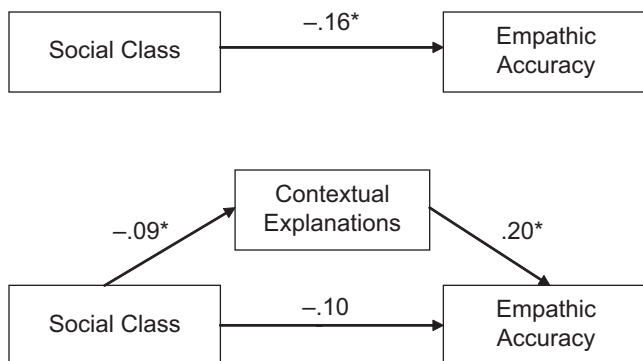 –.16*
Social Class
Empathic
Accuracy
Contextual
Explanations
–.09*
.20*
–.10
Social Class
Empathic
Accuracy